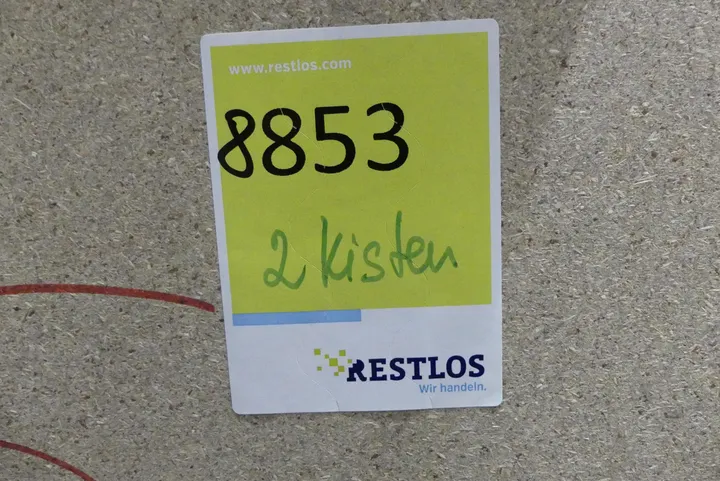 www.restlos.com
8853
2 Kisten
RESTLOS
Wir handeln.